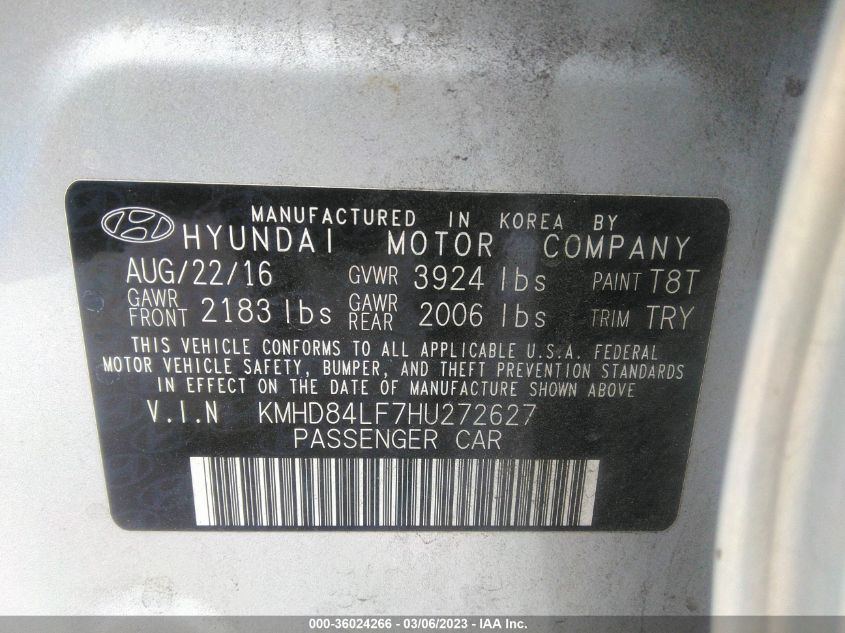 MANUFACTURED IN KOREA BY
HYUNDAI MOTOR COMPANY
AUG/22/16 GVWR 3924 lbs PAINT T8T
GAWR FRONT 2183 lbs GAWR REAR 2006 lbs TRIM TRY
THIS VEHICLE CONFORMS TO ALL APPLICABLE U.S.A. FEDERAL
MOTOR VEHICLE SAFETY, BUMPER, AND THEFT PREVENTION STANDARDS
IN EFFECT ON THE DATE OF MANUFACTURE SHOWN ABOVE
V.I.N KMHD84LF7HU272627
PASSENGER CAR
000-36024266 - 03/06/2023 - IAA Inc.